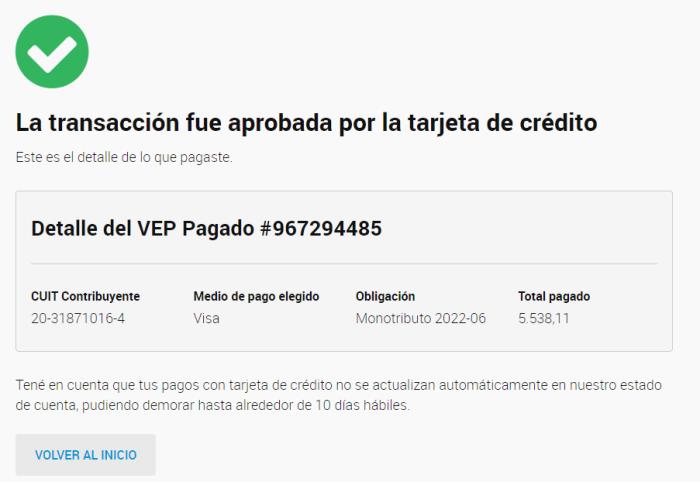 La transacción fue aprobada por la tarjeta de crédito
Este es el detalle de lo que pagaste.
Detalle del VEP Pagado #967294485
CUIT Contribuyente Medio de pago elegido Obligación Total pagado
20-31871016-4 Visa Monotributo 2022-06 5.538,11
Tené en cuenta que tus pagos con tarjeta de crédito no se actualizan automáticamente en nuestro estado
de cuenta, pudiendo demorar hasta alrededor de 10 días hábiles.
VOLVER AL INICIO